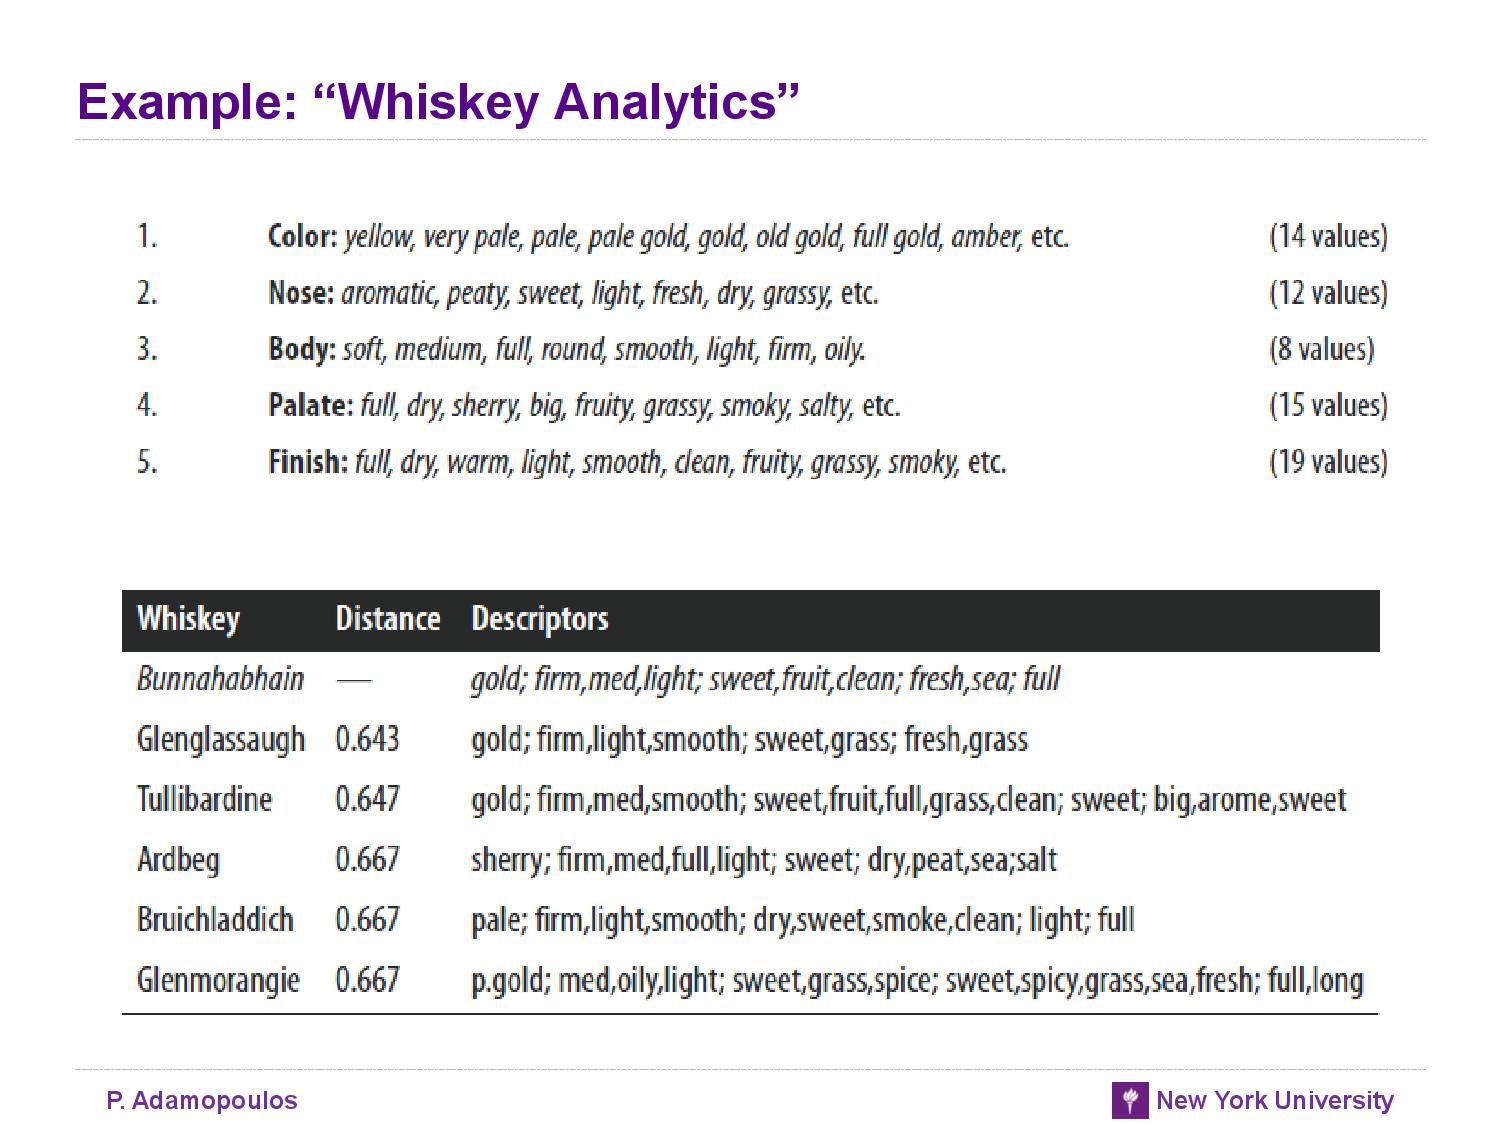 Example: “Whiskey Analytics”
1. Color: yellow, very pale, pale, pale gold, gold, old gold, full gold, amber, etc. (14 values)
2. Nose: aromatic, peaty, sweet, light, fresh, dry, grassy, etc. (12 values)
3. Body: soft, medium, full, round, smooth, light, firm, oily. (8 values)
4. Palate: full, dry, sherry, big, fruity, grassy, smoky, salty, etc. (15 values)
5. Finish: full, dry, warm, light, smooth, clean, fruity, grassy, smoky, etc. (19 values)
Whiskey Distance Descriptors
Bunnahabhain — gold; firm,med,light; sweet,fruit,clean; fresh,sea; full
Glenglassaugh 0.643 gold; firm,light,smooth; sweet,grass; fresh,grass
Tullibardine 0.647 gold; firm,med,smooth; sweet,fruit,full,grass,clean; sweet; big,arome,sweet
Ardbeg 0.667 sherry; firm,med,full,light; sweet; dry,peat,sea;salt
Bruichladdich 0.667 pale; firm,light,smooth; dry,sweet,smoke,clean; light; full
Glenmorangie 0.667 p.gold; med,oily,light; sweet,grass,spice; sweet,spicy,grass,sea,fresh; full,long
P. Adamopoulos New York University